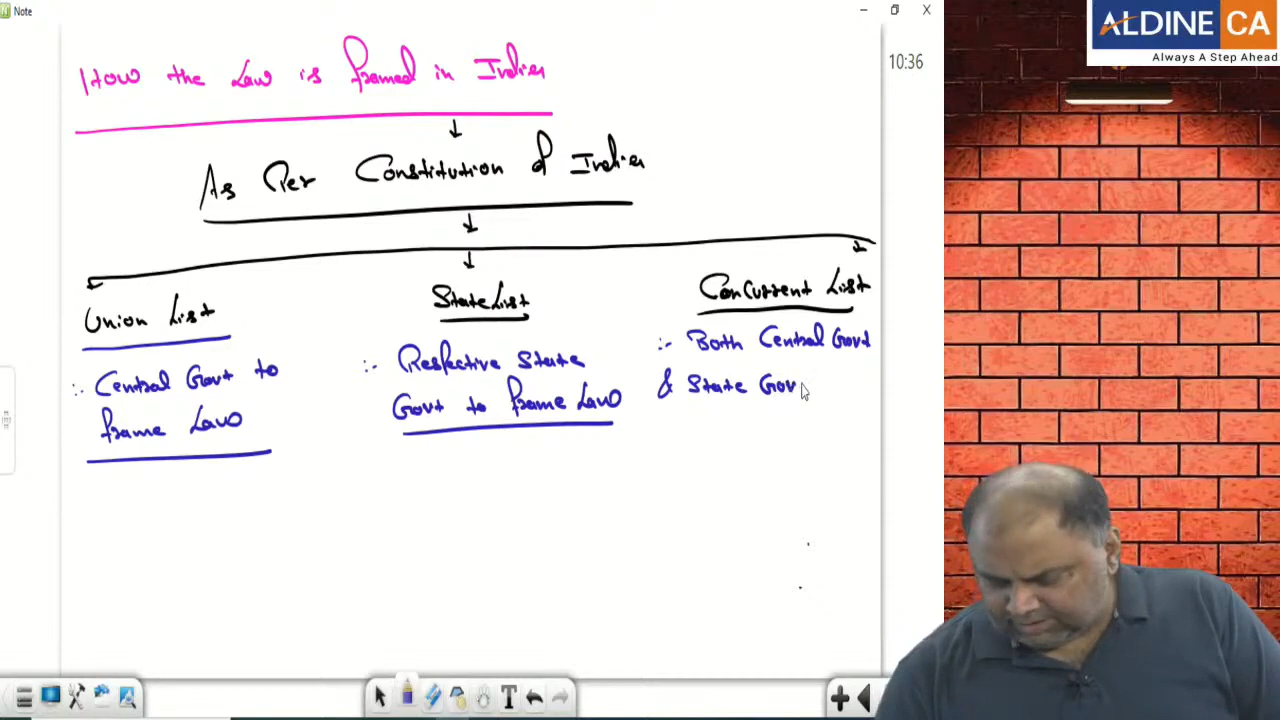 Note
ALDINE CA
Always A Step Ahead
10:36
How the Law is framed in India
As Per Constitution of India
Union List
State List
Concurrent List
:- Central Govt to
frame Law
:- Respective State
Govt to frame Law
:- Both Central Govt
& State Gov